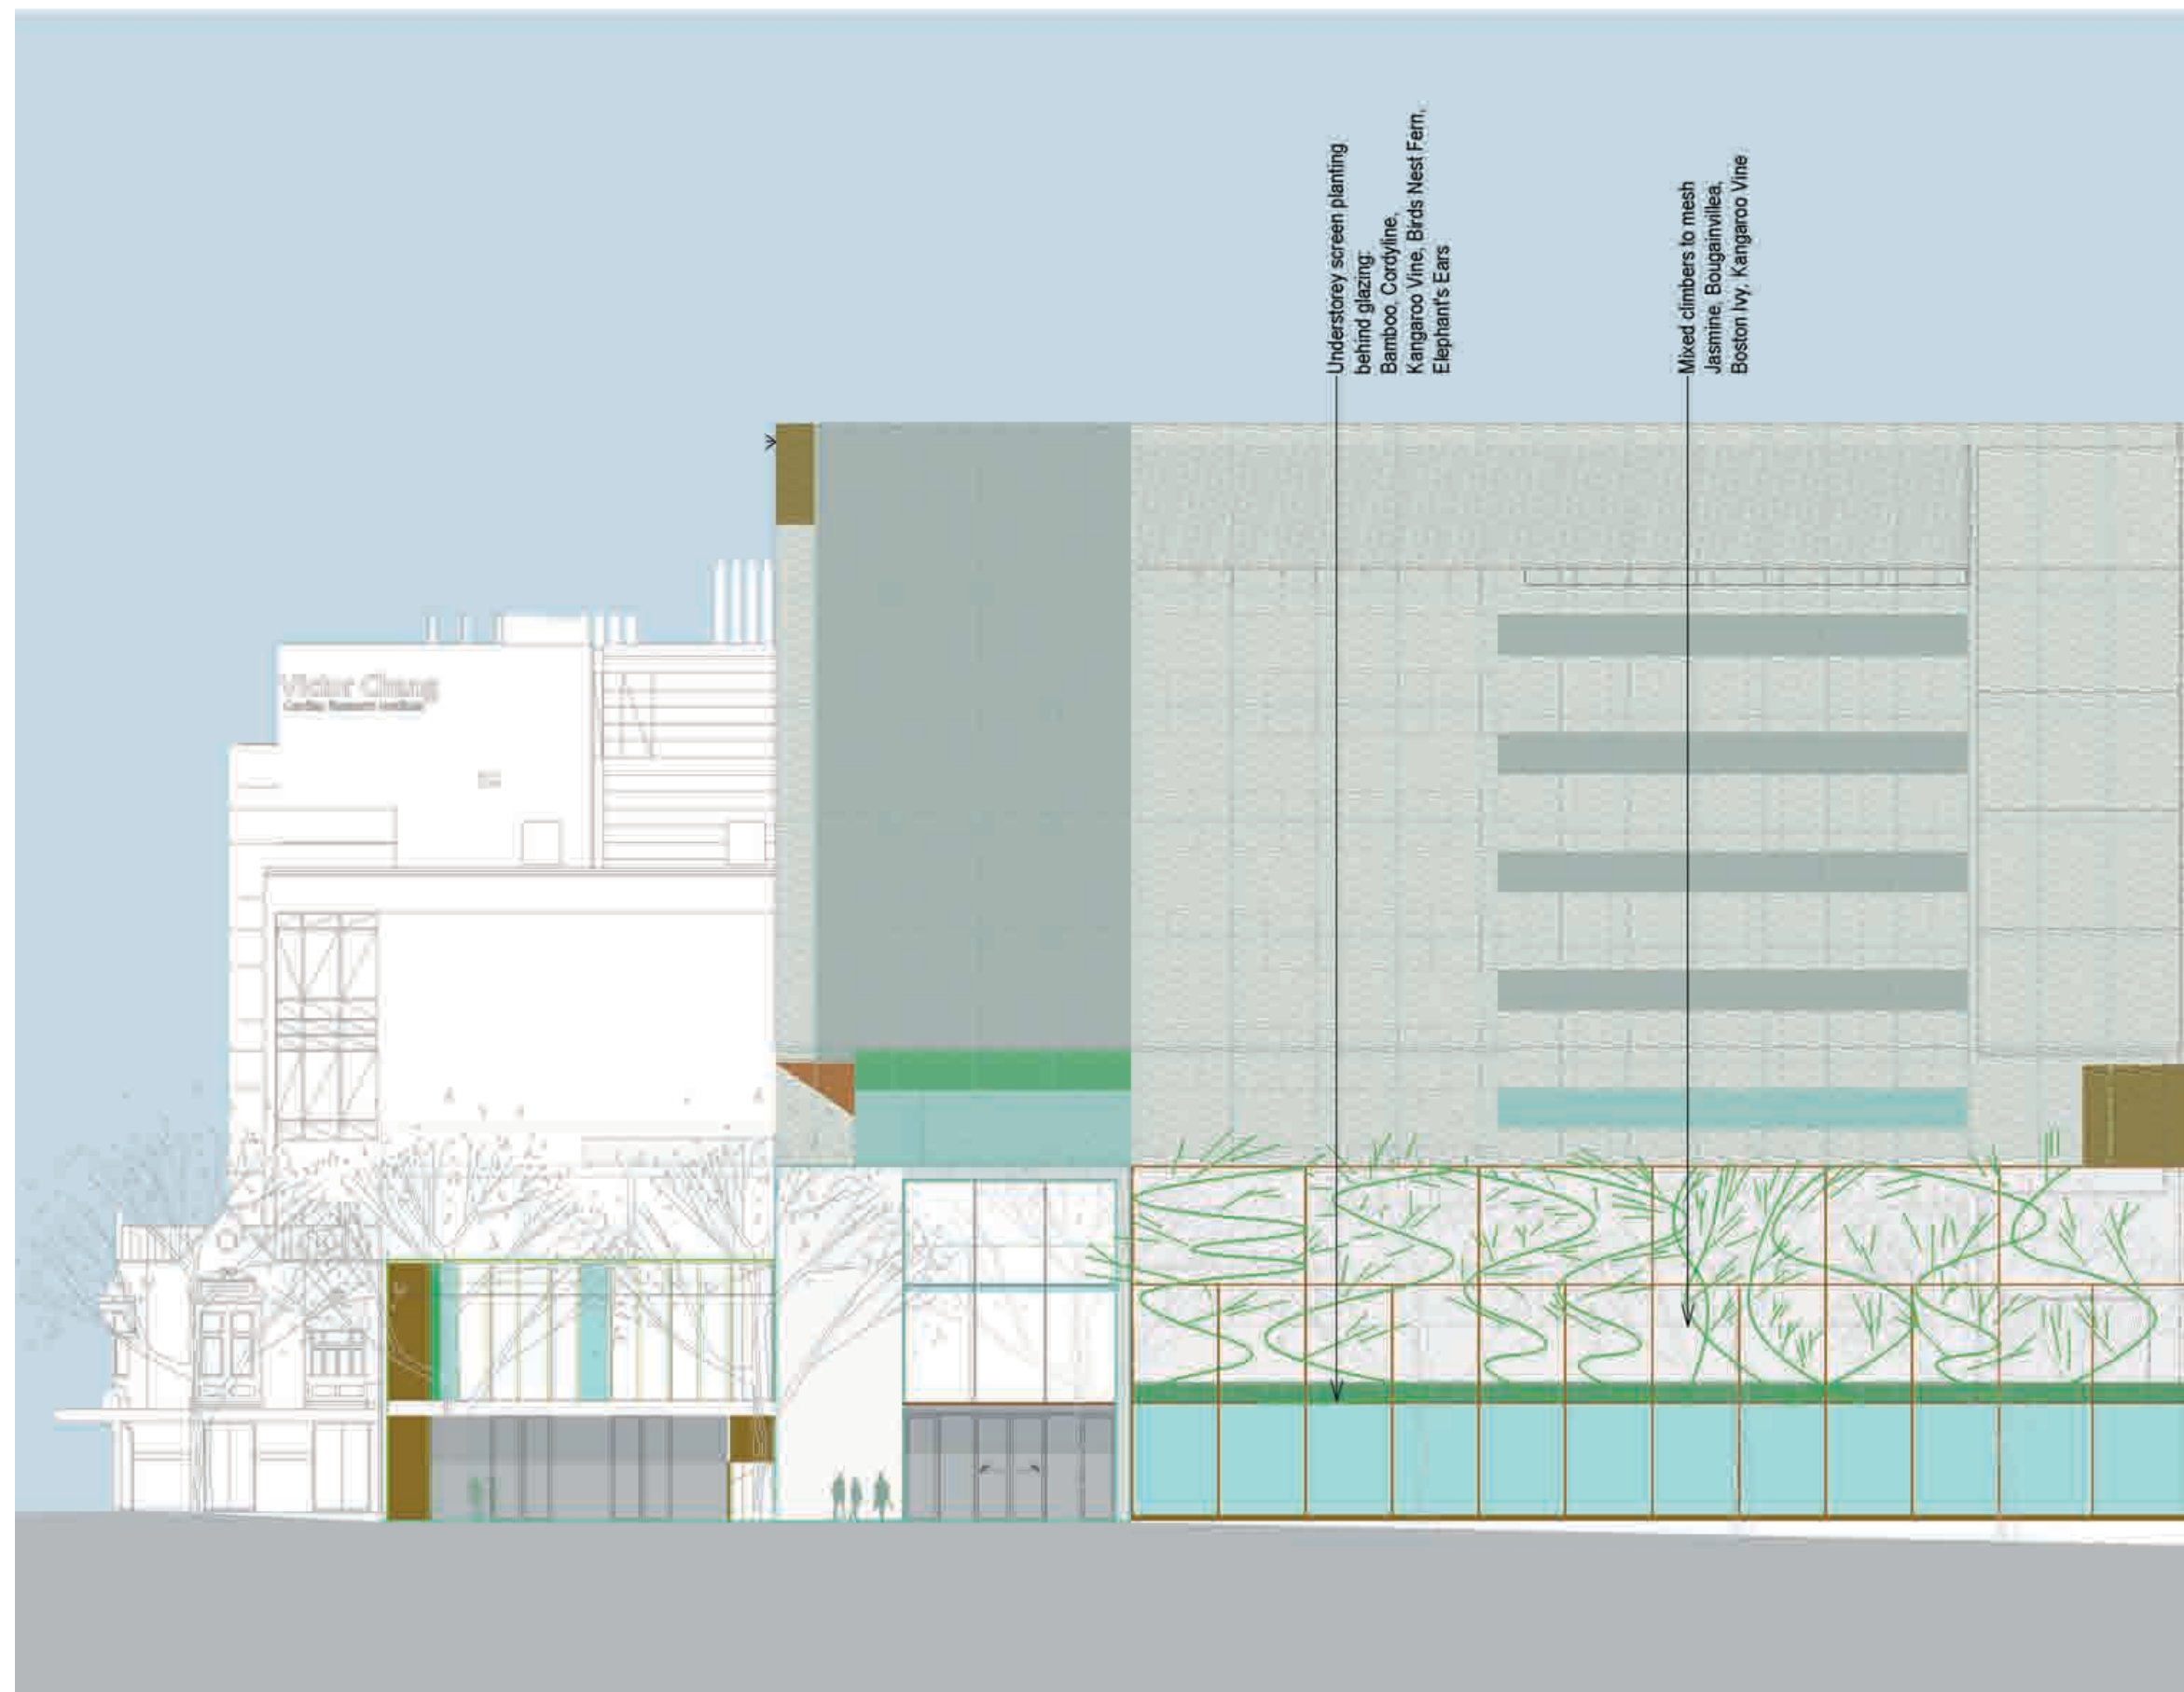 Victor Chang
Understorey screen planting
behind glazing:
Bamboo, Cordyline,
Kangaroo Vine, Birds Nest Fern,
Elephant's Ears
Mixed climbers to mesh
Jasmine, Bougainvillea,
Boston Ivy, Kangaroo Vine